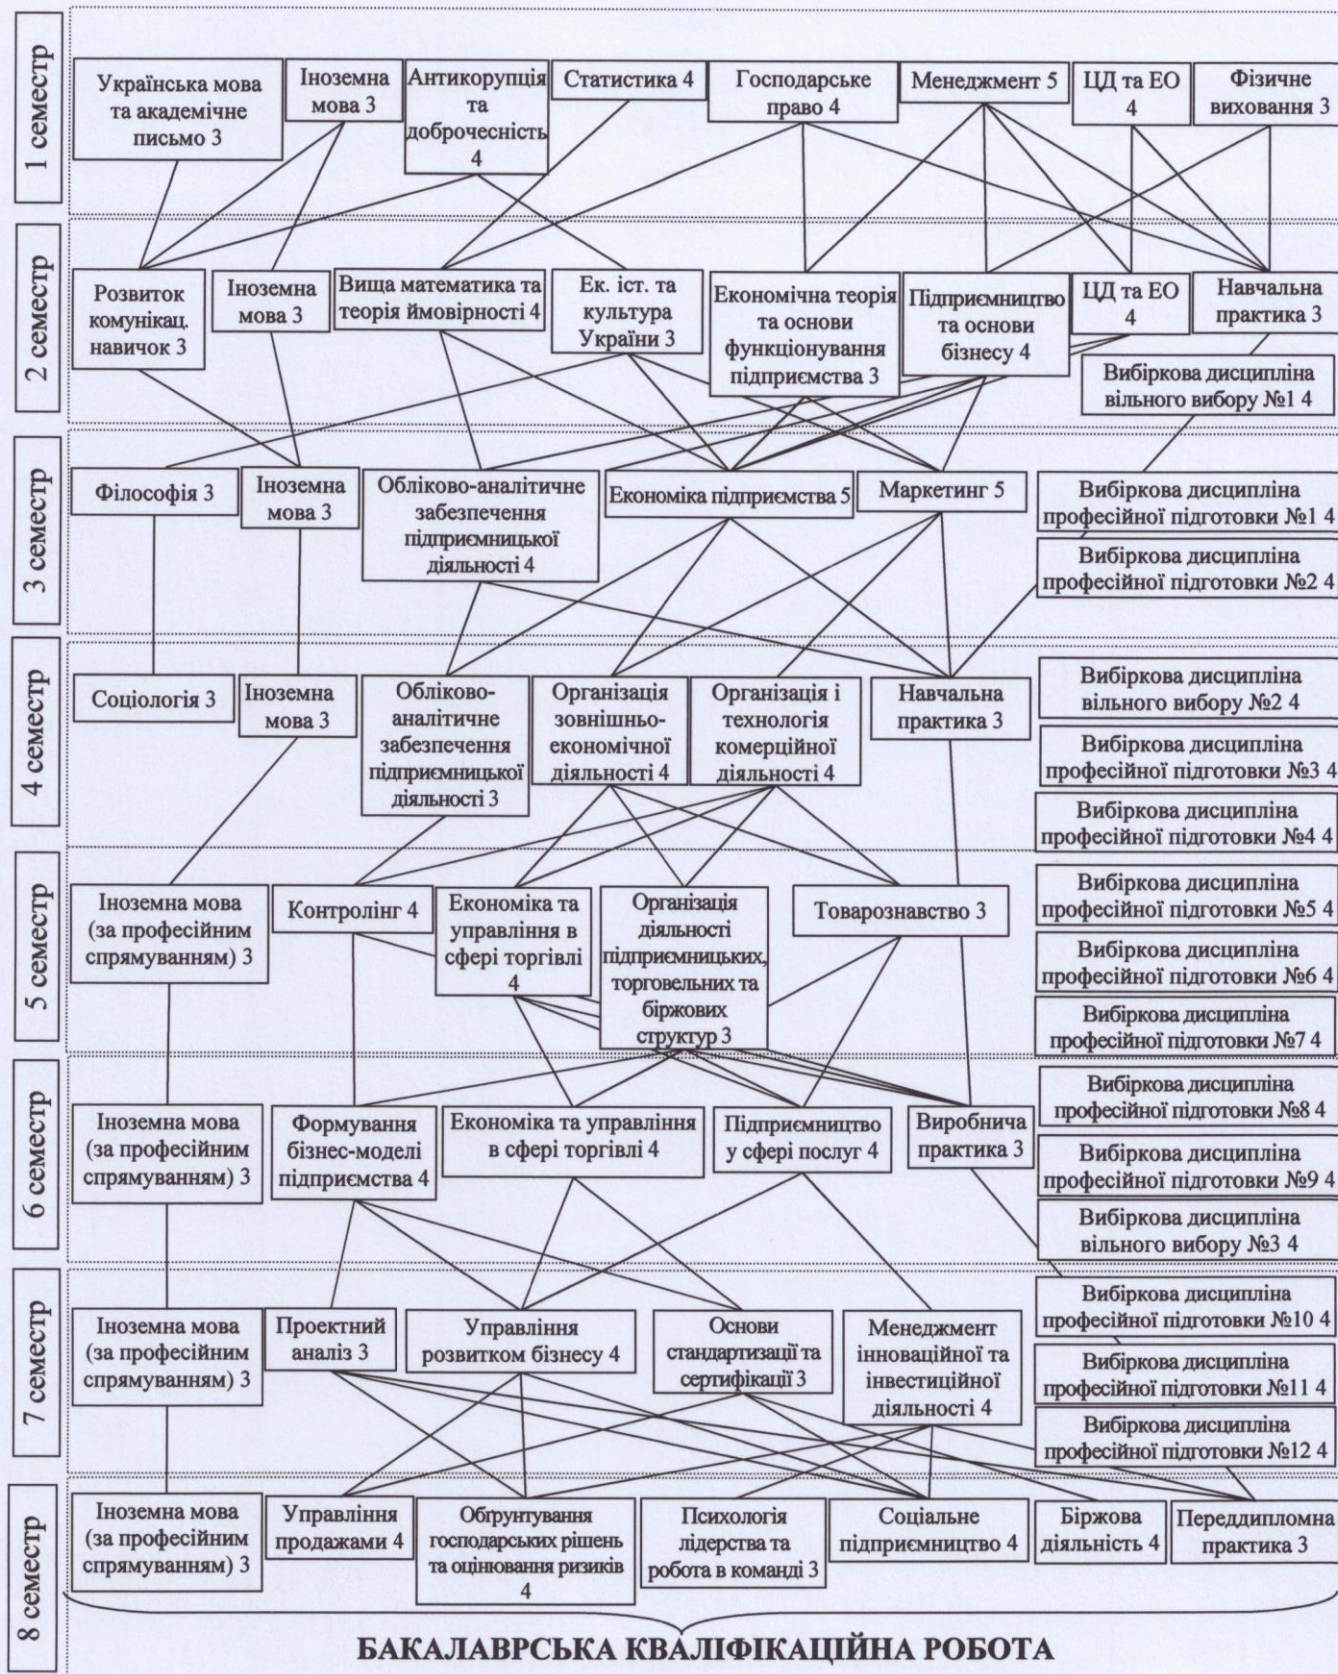 1 семестр
Українська мова
та академічне
письмо 3
Іноземна
мова 3
Антикорупція
та
доброчесність
4
Статистика 4
Господарське
право 4
Менеджмент 5
ЦД та ЕО
4
Фізичне
виховання 3
2 семестр
Розвиток
комунікац.
навичок 3
Іноземна
мова 3
Вища математика та
теорія ймовірності 4
Ек. іст. та
культура
України 3
Економічна теорія
та основи
функціонування
підприємства 3
Підприємництво
та основи
бізнесу 4
ЦД та ЕО
4
Навчальна
практика 3
Вибіркова дисципліна
вільного вибору №1 4
3 семестр
Філософія 3
Іноземна
мова 3
Обліково-аналітичне
забезпечення
підприємницької
діяльності 4
Економіка підприємства 5
Маркетинг 5
Вибіркова дисципліна
професійної підготовки №1 4
Вибіркова дисципліна
професійної підготовки №2 4
4 семестр
Соціологія 3
Іноземна
мова 3
Обліково-
аналітичне
забезпечення
підприємницької
діяльності 3
Організація
зовнішньо-
економічної
діяльності 4
Організація і
технологія
комерційної
діяльності 4
Навчальна
практика 3
Вибіркова дисципліна
вільного вибору №2 4
Вибіркова дисципліна
професійної підготовки №3 4
Вибіркова дисципліна
професійної підготовки №4 4
5 семестр
Іноземна мова
(за професійним
спрямуванням) 3
Контролінг 4
Економіка та
управління в
сфері торгівлі
4
Організація
діяльності
підприємницьких,
торговельних та
біржових
структур 3
Товарознавство 3
Вибіркова дисципліна
професійної підготовки №5 4
Вибіркова дисципліна
професійної підготовки №6 4
Вибіркова дисципліна
професійної підготовки №7 4
6 семестр
Іноземна мова
(за професійним
спрямуванням) 3
Формування
бізнес-моделі
підприємства 4
Економіка та управління
в сфері торгівлі 4
Підприємництво
у сфері послуг 4
Виробнича
практика 3
Вибіркова дисципліна
професійної підготовки №8 4
Вибіркова дисципліна
професійної підготовки №9 4
Вибіркова дисципліна
вільного вибору №3 4
7 семестр
Іноземна мова
(за професійним
спрямуванням) 3
Проектний
аналіз 3
Управління
розвитком бізнесу 4
Основи
стандартизації та
сертифікації 3
Менеджмент
інноваційної та
інвестиційної
діяльності 4
Вибіркова дисципліна
професійної підготовки №10 4
Вибіркова дисципліна
професійної підготовки №11 4
Вибіркова дисципліна
професійної підготовки №12 4
8 семестр
Іноземна мова
(за професійним
спрямуванням) 3
Управління
продажами 4
Обґрунтування
господарських рішень
та оцінювання ризиків
4
Психологія
лідерства та
робота в команді 3
Соціальне
підприємництво 4
Біржова
діяльність 4
Переддипломна
практика 3
БАКАЛАВРСЬКА КВАЛІФІКАЦІЙНА РОБОТА